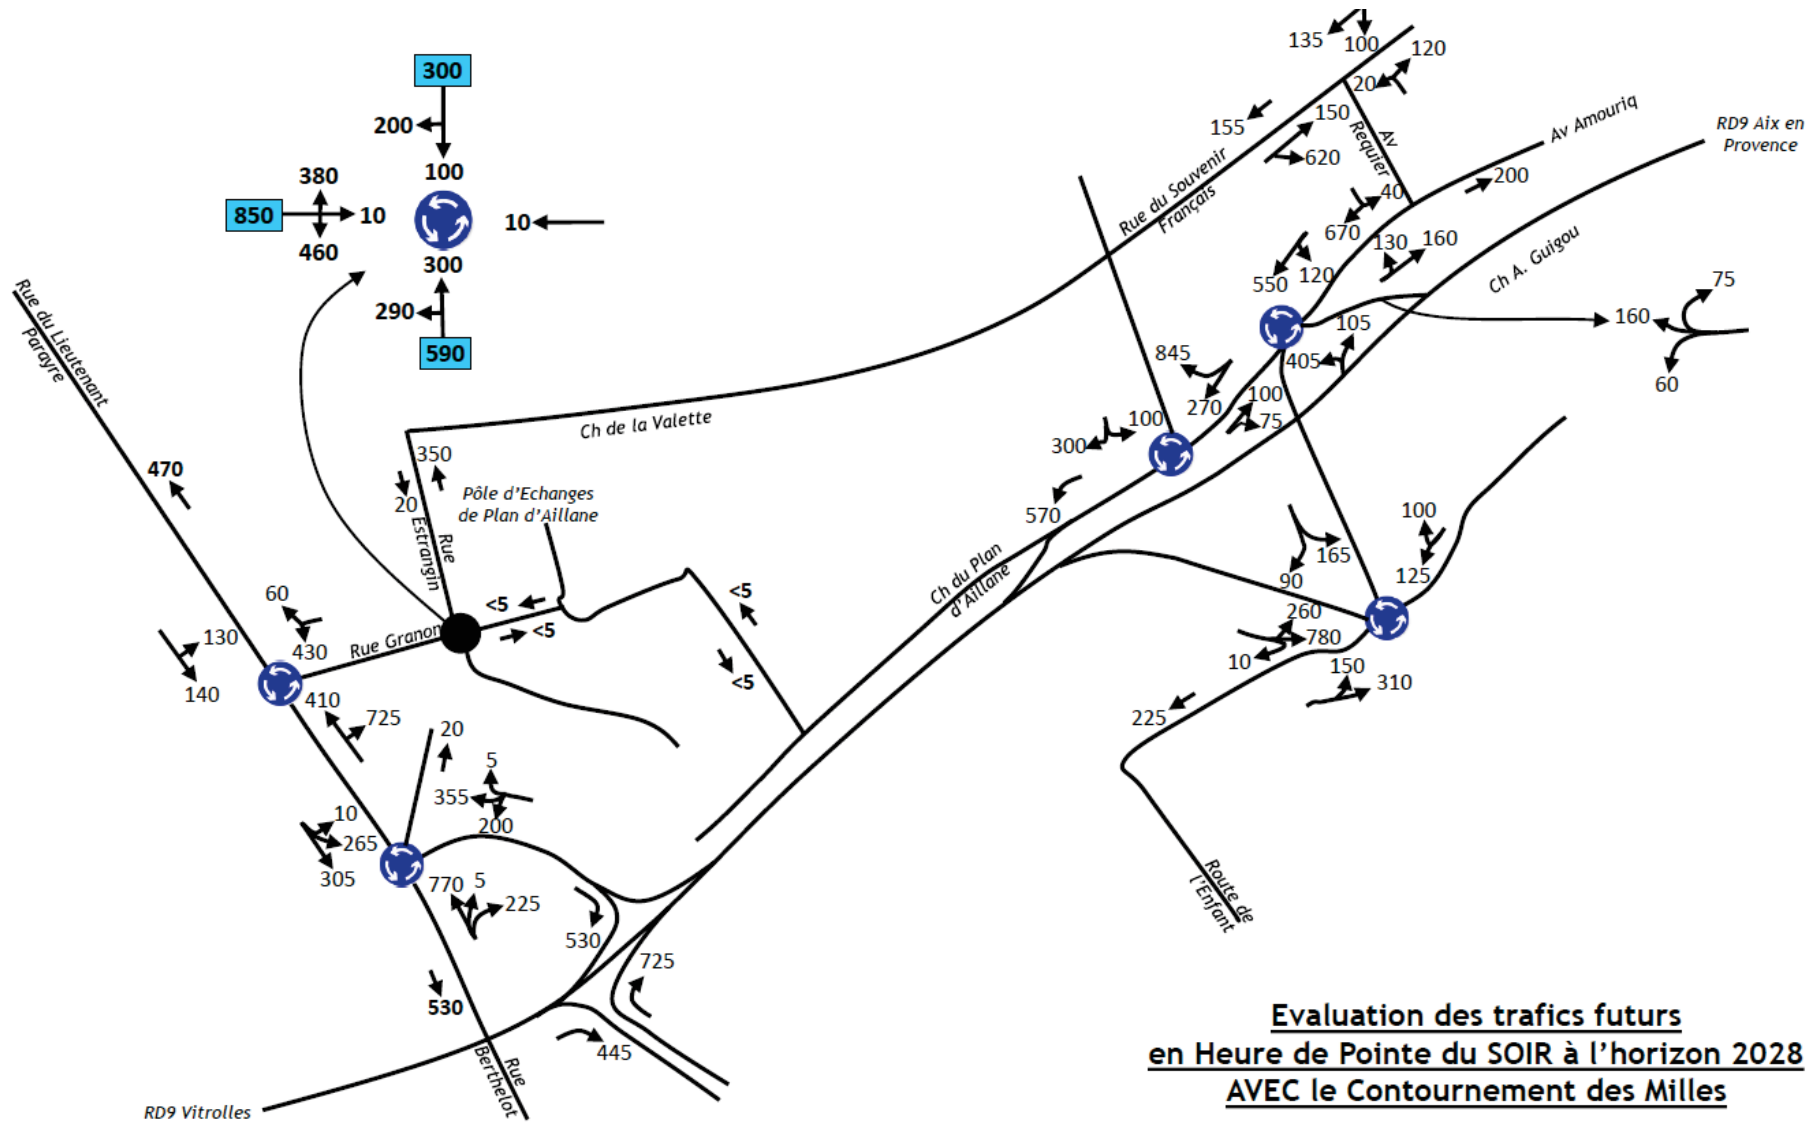 135
100
120
20
300
200
100
380
850
10
460
10
300
290
590
155
150
620
Rue du Souvenir
Français
Av
Requier
Av Amouriq
RD9 Aix en
Provence
200
40
670
130
160
550
120
Ch A. Guigou
75
160
60
105
405
845
270
100
75
100
300
570
Rue du Lieutenant
Parayre
Ch de la Valette
350
20
Rue
Estrangin
Pôle d'Echanges
de Plan d'Aillane
470
<5
<5
<5
<5
Ch du Plan
d'Aillane
100
165
125
90
260
780
10
150
310
225
Route de
l'Enfant
60
430
130
140
Rue Granon
410
725
20
5
355
200
10
265
305
770
5
225
530
530
725
445
Rue
Berthelot
RD9 Vitrolles
Evaluation des trafics futurs
en Heure de Pointe du SOIR à l'horizon 2028
AVEC le Contournement des Milles